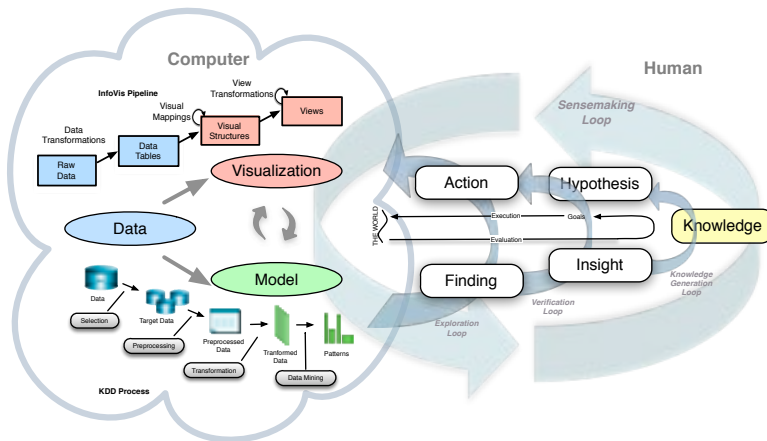 Computer
Human
InfoVis Pipeline
View
Transformations
Visual
Mappings
Data
Transformations
Raw
Data
Data
Tables
Visual
Structures
Views
Sensemaking
Loop
Visualization
Action
Hypothesis
Data
THE WORLD
Execution
Goals
Evaluation
Knowledge
Model
Finding
Insight
Knowledge
Generation
Loop
Verification
Loop
Exploration
Loop
Data
Target Data
Preprocessed
Data
Tranformed
Data
Patterns
Selection
Preprocessing
Transformation
Data Mining
KDD Process